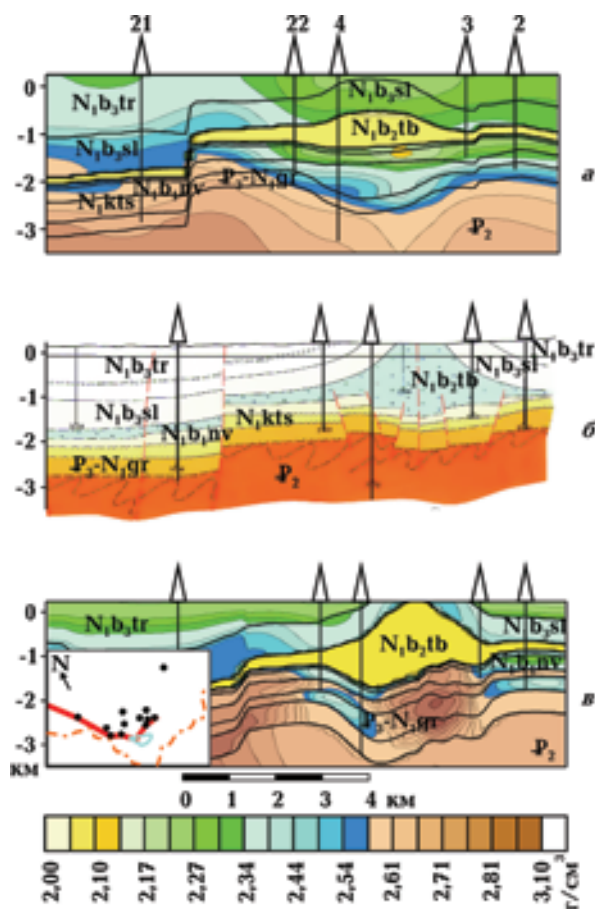 21 22 4 3 2
0
N₁b₃tr
N₁b₃sl
-1
N₁b₂tb
N₁b₃sl
-2
N₁b₁nv
P₃-N₁gr
N₁kts
а
-3
P₂
0
N₁b₃tr
N₁b₃tr
N₁b₃sl
-1
N₁b₂tb
N₁b₃sl
N₁kts
N₁b₁nv
б
-2
P₃-N₁gr
P₂
-3
0
N₁b₃tr
N₁b₃sl
-1
N₁b₂tb
N
N₁b₁nv
-2
в
P₃-N₁gr
-3
P₂
км
0 1 2 3 4 км
2,00 2,10 2,17 2,27 2,34 2,44 2,54 2,61 2,71 2,81 3,10 г/см³